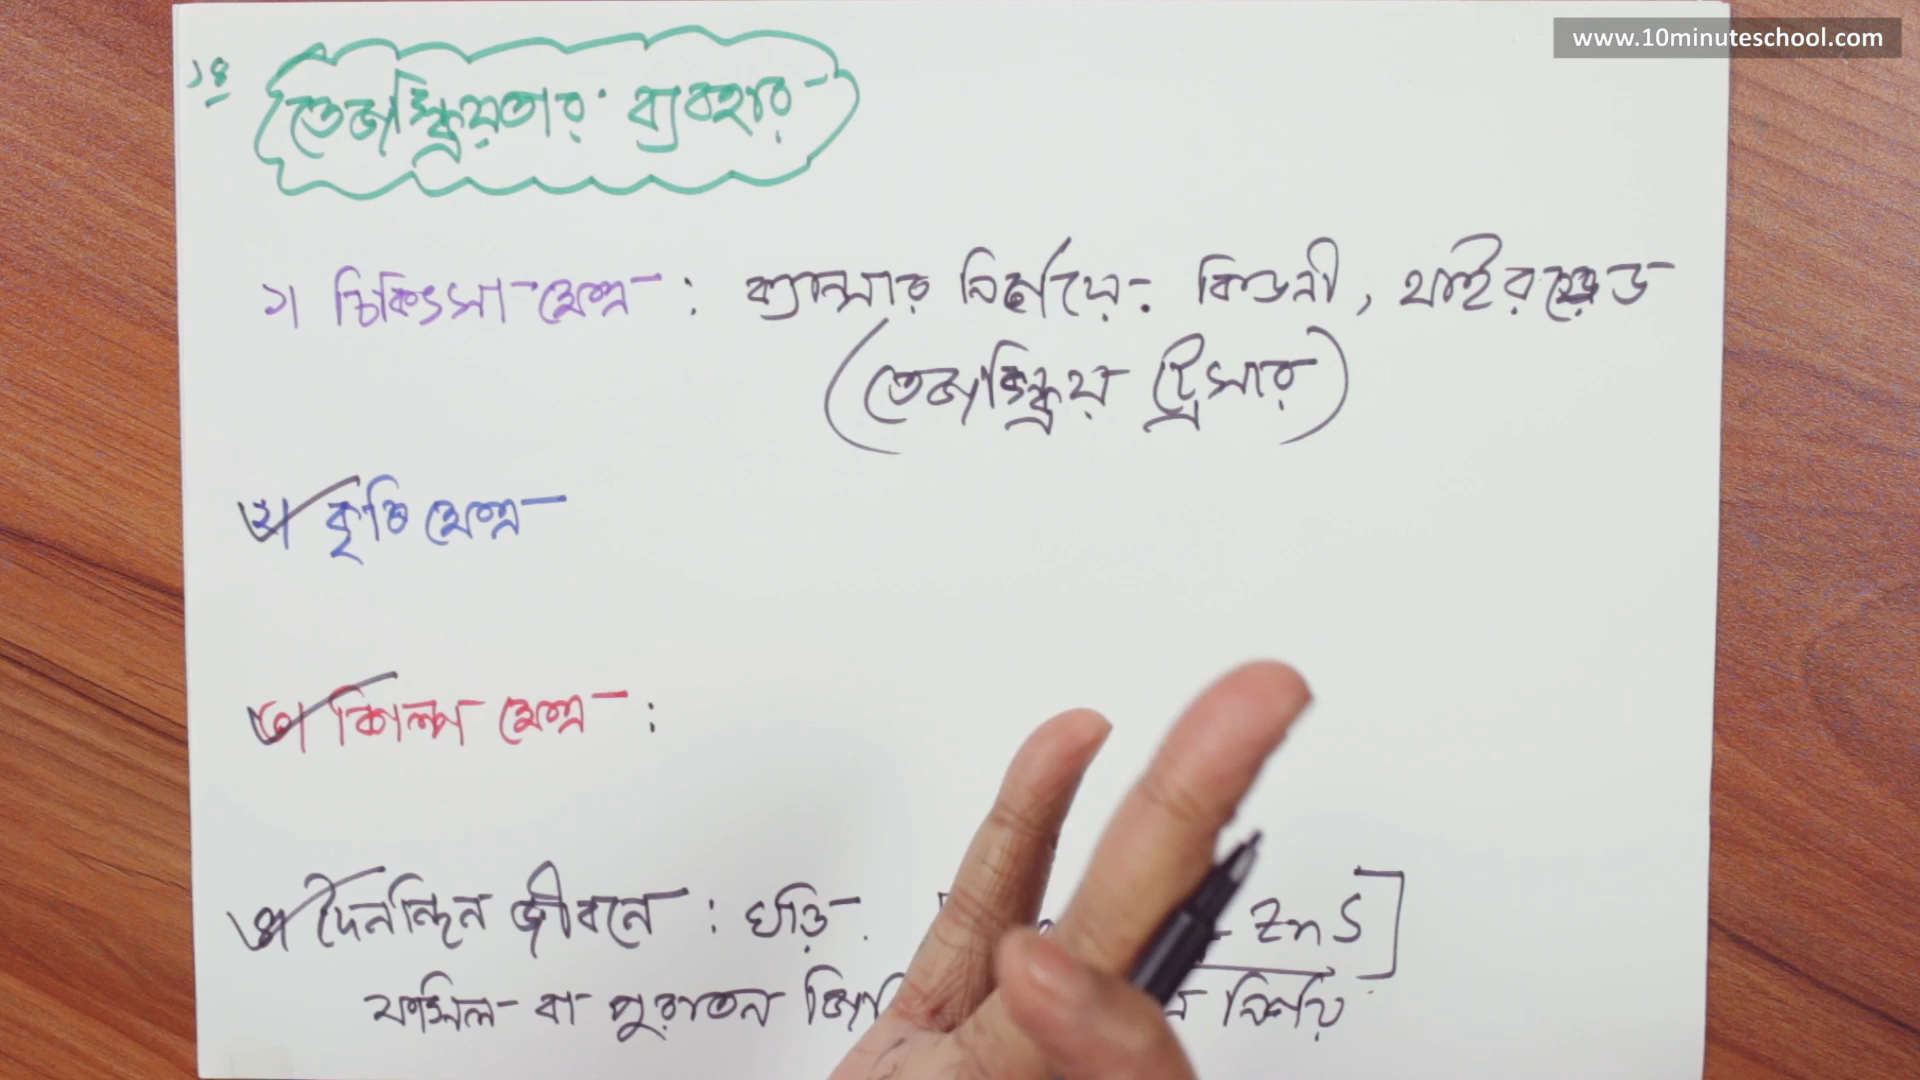 www.10minuteschool.com
১৪ তেজস্ক্রিয়তার ব্যবহার
১। চিকিৎসা ক্ষেত্রে : ক্যান্সার নির্ণয়ে. কিডনী, থাইরয়েড
(তেজস্ক্রিয় ট্রেসার)
২। কৃষি ক্ষেত্রে
৩। শিল্প ক্ষেত্রে :
৪। দৈনন্দিন জীবনে : ঘড়ি ZnS]
ফসিল বা পুরাতন নির্ণয়